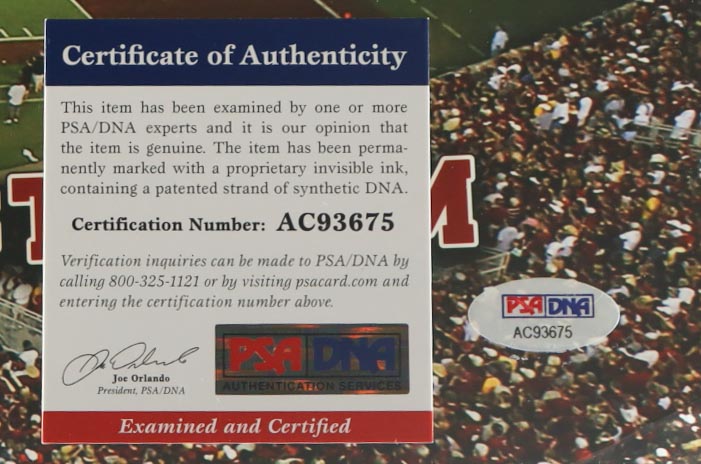 Certificate of Authenticity
This item has been examined by one or more
PSA/DNA experts and it is our opinion that
the item is genuine. The item has been perma-
nently marked with a proprietary invisible ink,
containing a patented strand of synthetic DNA.
Certification Number: AC93675
Verification inquiries can be made to PSA/DNA by
calling 800-325-1121 or by visiting psacard.com and
entering the certification number above.
Joe Orlando
President, PSA/DNA
PSA DNA
AUTHENTICATION SERVICES
Examined and Certified
T M
PSA DNA
AC93675